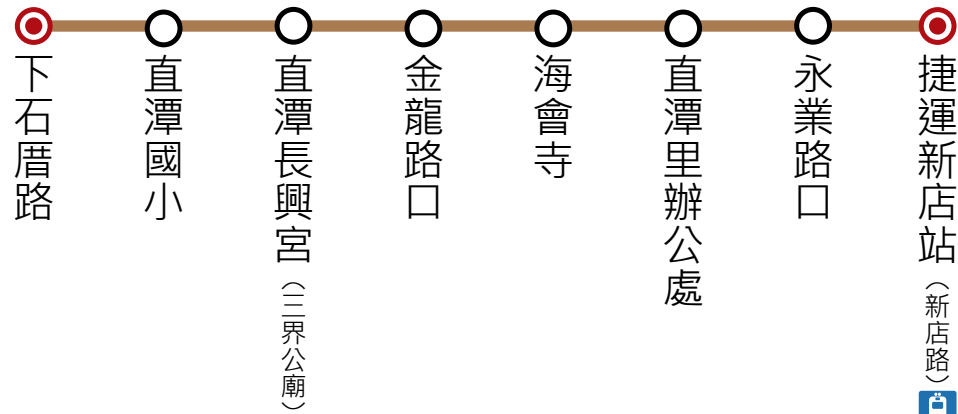 下石厝路
直潭國小
直潭長興宮（三界公廟）
金龍路口
海會寺
直潭里辦公處
永業路口
捷運新店站（新店路）